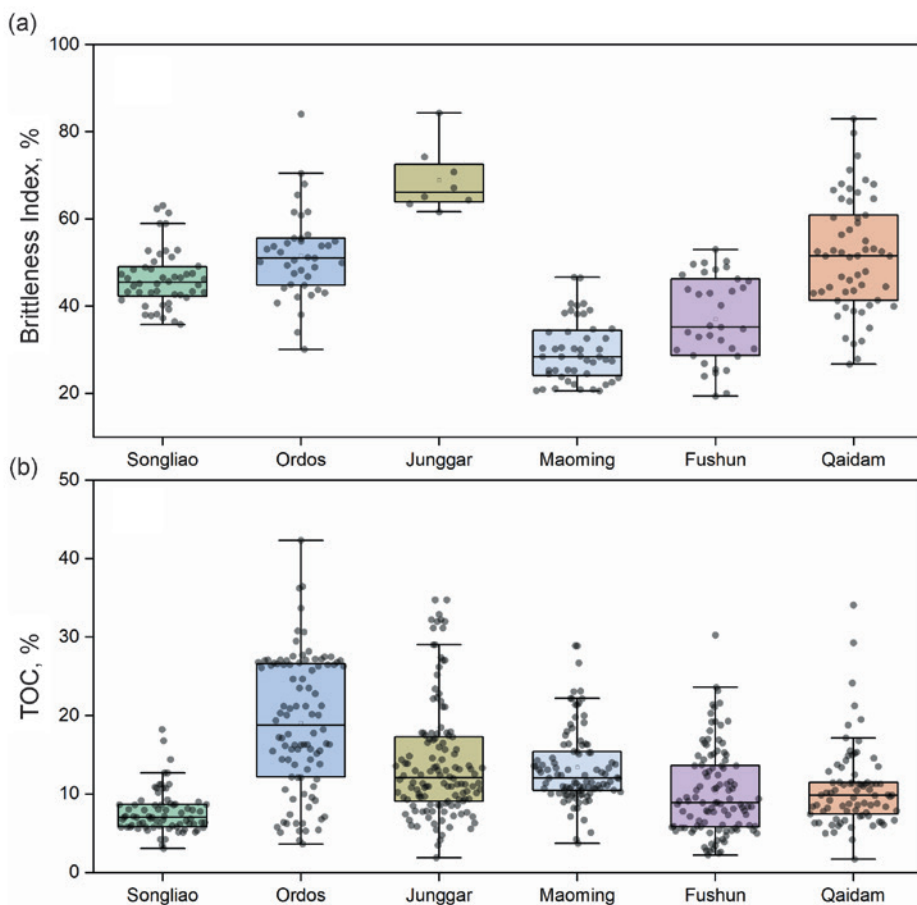 (a)
100
80
60
40
20
Brittleness Index, %
Songliao Ordos Junggar Maoming Fushun Qaidam
(b)
50
40
30
20
10
0
TOC, %
Songliao Ordos Junggar Maoming Fushun Qaidam